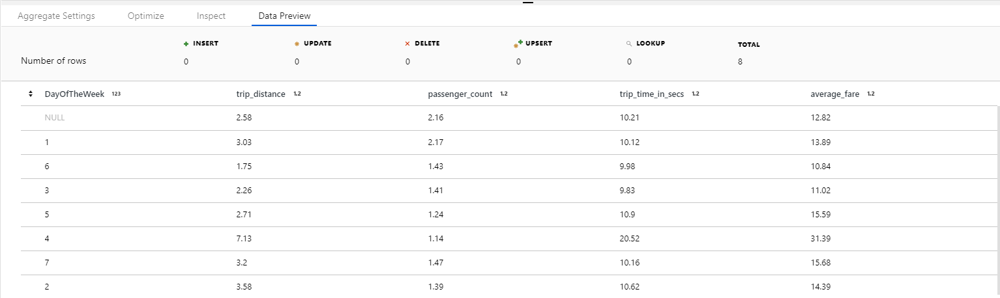 Aggregate Settings Optimize Inspect Data Preview
INSERT UPDATE DELETE UPSERT LOOKUP TOTAL
Number of rows 0 0 0 0 0 8
DayOfTheWeek 123 trip_distance 1.2 passenger_count 1.2 trip_time_in_secs 1.2 average_fare 1.2
NULL 2.58 2.16 10.21 12.82
1 3.03 2.17 10.12 13.89
6 1.75 1.43 9.98 10.84
3 2.26 1.41 9.83 11.02
5 2.71 1.24 10.9 15.59
4 7.13 1.14 20.52 31.39
7 3.2 1.47 10.16 15.68
2 3.58 1.39 10.62 14.39